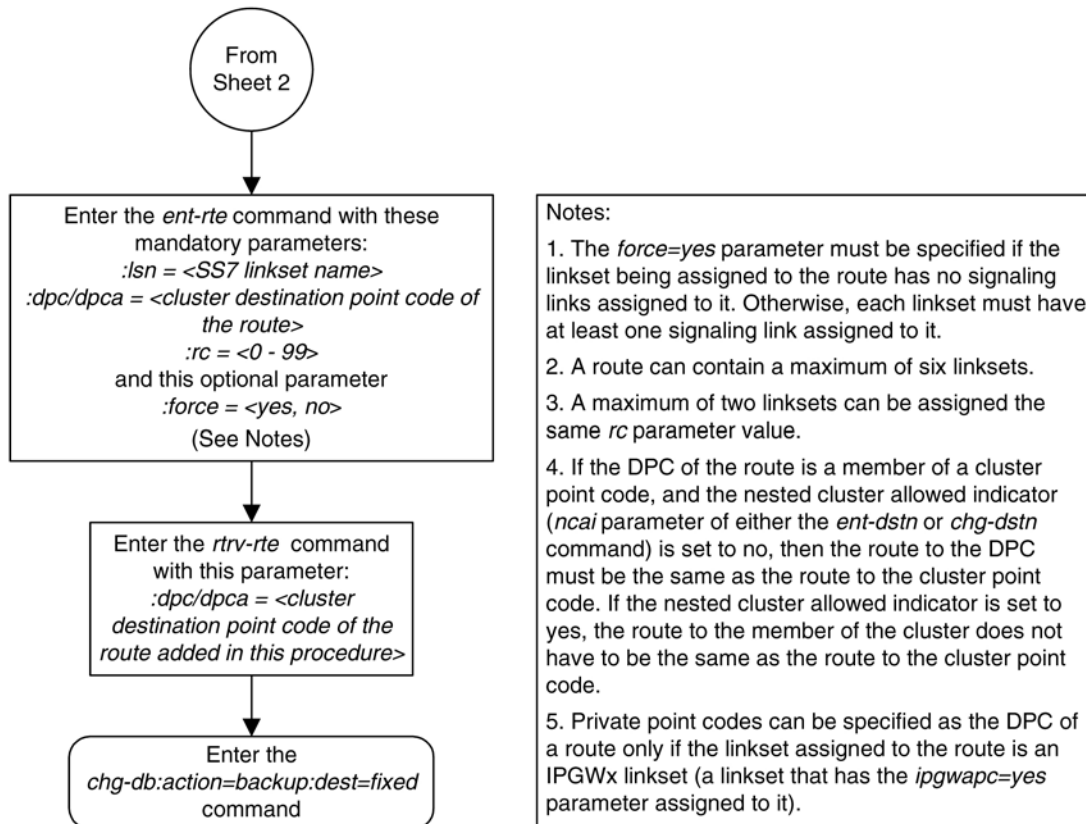 From
Sheet 2
Enter the ent-rte command with these
mandatory parameters:
:lsn = <SS7 linkset name>
:dpc/dpca = <cluster destination point code of
the route>
:rc = <0 - 99>
and this optional parameter
:force = <yes, no>
(See Notes)
Enter the rtrv-rte command
with this parameter:
:dpc/dpca = <cluster
destination point code of the
route added in this procedure>
Enter the
chg-db:action=backup:dest=fixed
command
Notes:
1. The force=yes parameter must be specified if the
linkset being assigned to the route has no signaling
links assigned to it. Otherwise, each linkset must have
at least one signaling link assigned to it.
2. A route can contain a maximum of six linksets.
3. A maximum of two linksets can be assigned the
same rc parameter value.
4. If the DPC of the route is a member of a cluster
point code, and the nested cluster allowed indicator
(ncai parameter of either the ent-dstn or chg-dstn
command) is set to no, then the route to the DPC
must be the same as the route to the cluster point
code. If the nested cluster allowed indicator is set to
yes, the route to the member of the cluster does not
have to be the same as the route to the cluster point
code.
5. Private point codes can be specified as the DPC of
a route only if the linkset assigned to the route is an
IPGWx linkset (a linkset that has the ipgwapc=yes
parameter assigned to it).